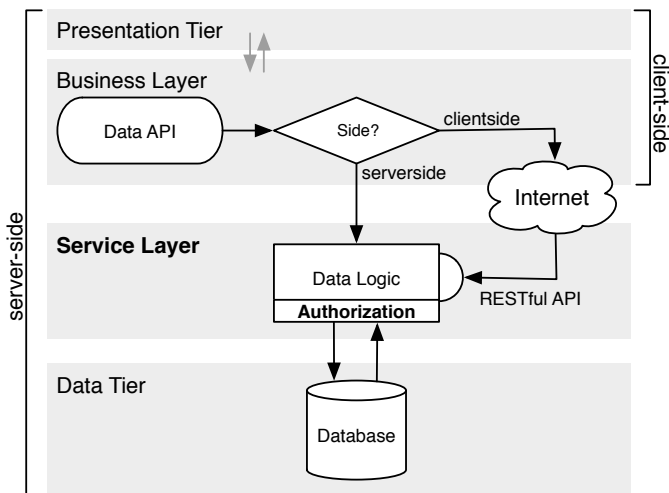 Presentation Tier
Business Layer
Data API
Side?
clientside
serverside
Internet
Service Layer
Data Logic
RESTful API
Authorization
Data Tier
Database
server-side
client-side